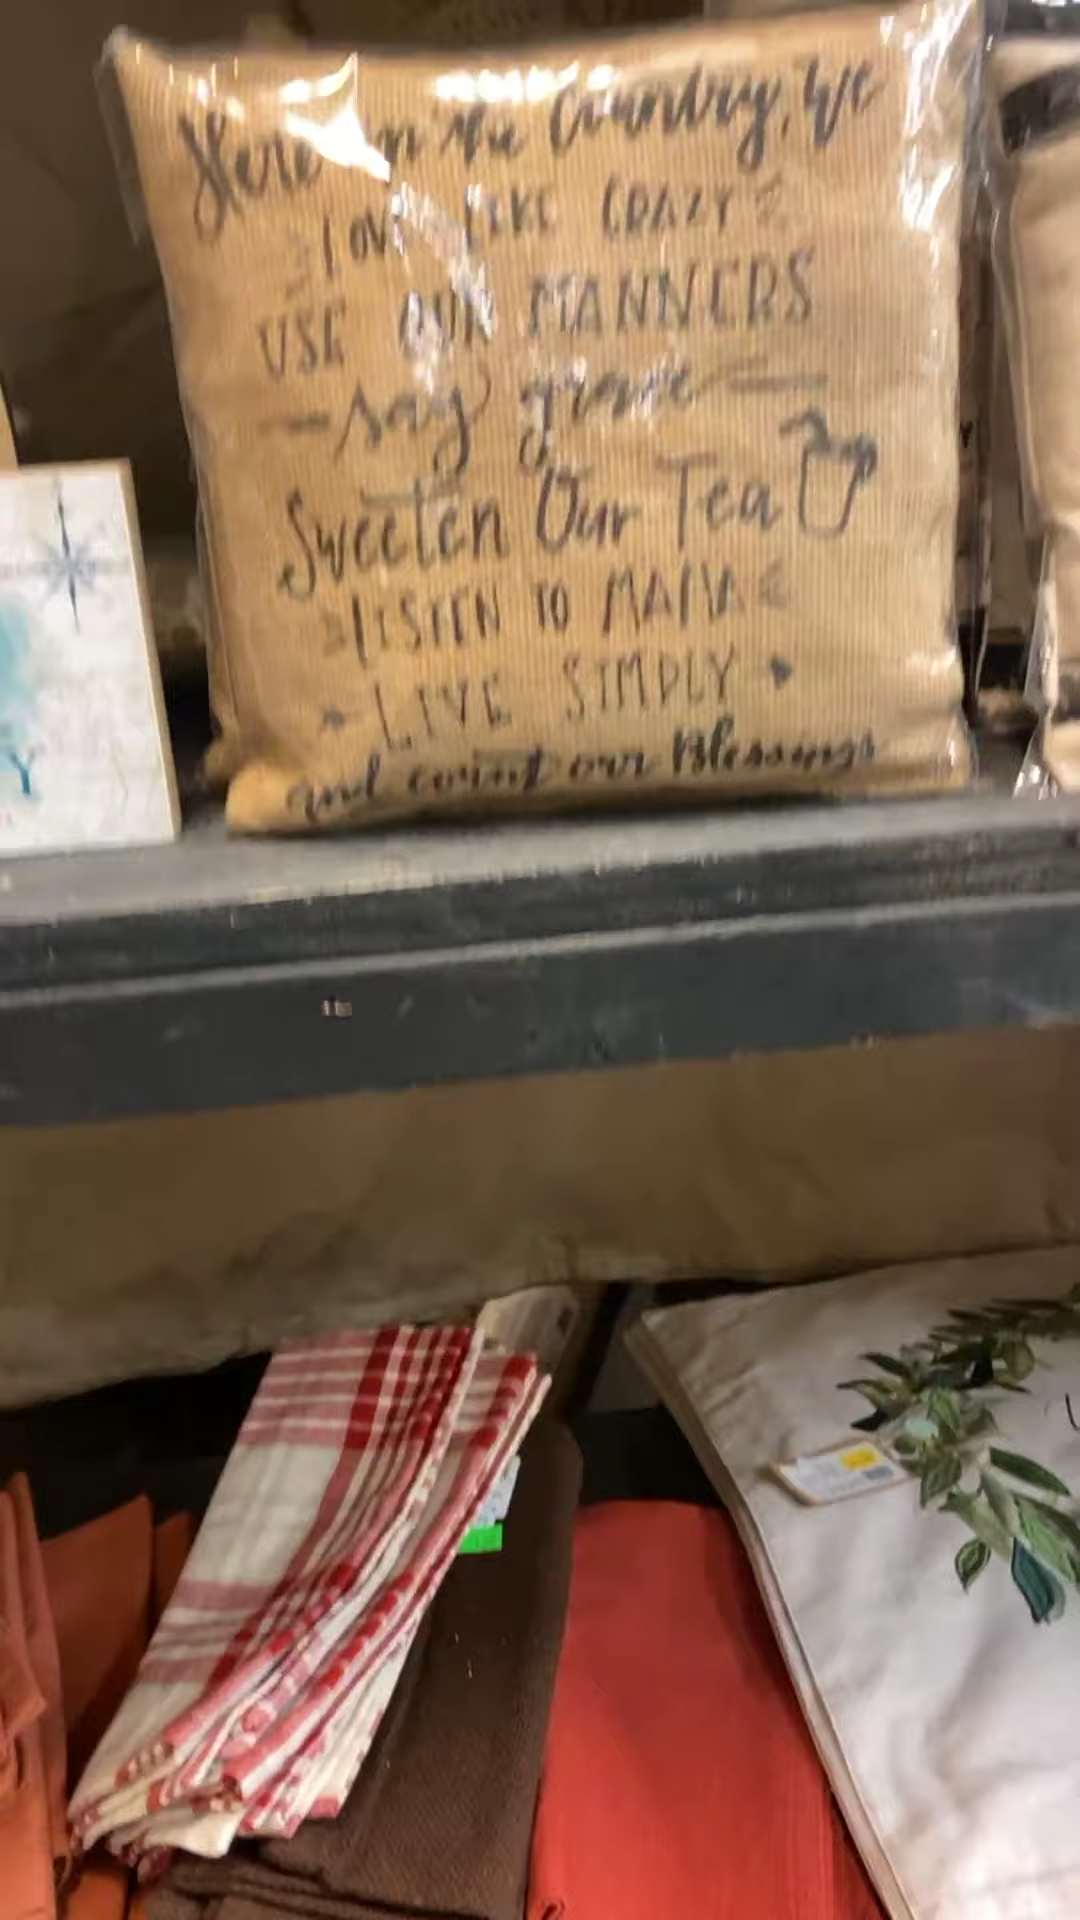 Here in the Country, We
LOVE LIKE CRAZY
USE OUR MANNERS
say grace
Sweeten Our Tea
LISTEN TO MAMA
LIVE SIMPLY
and count our Blessings